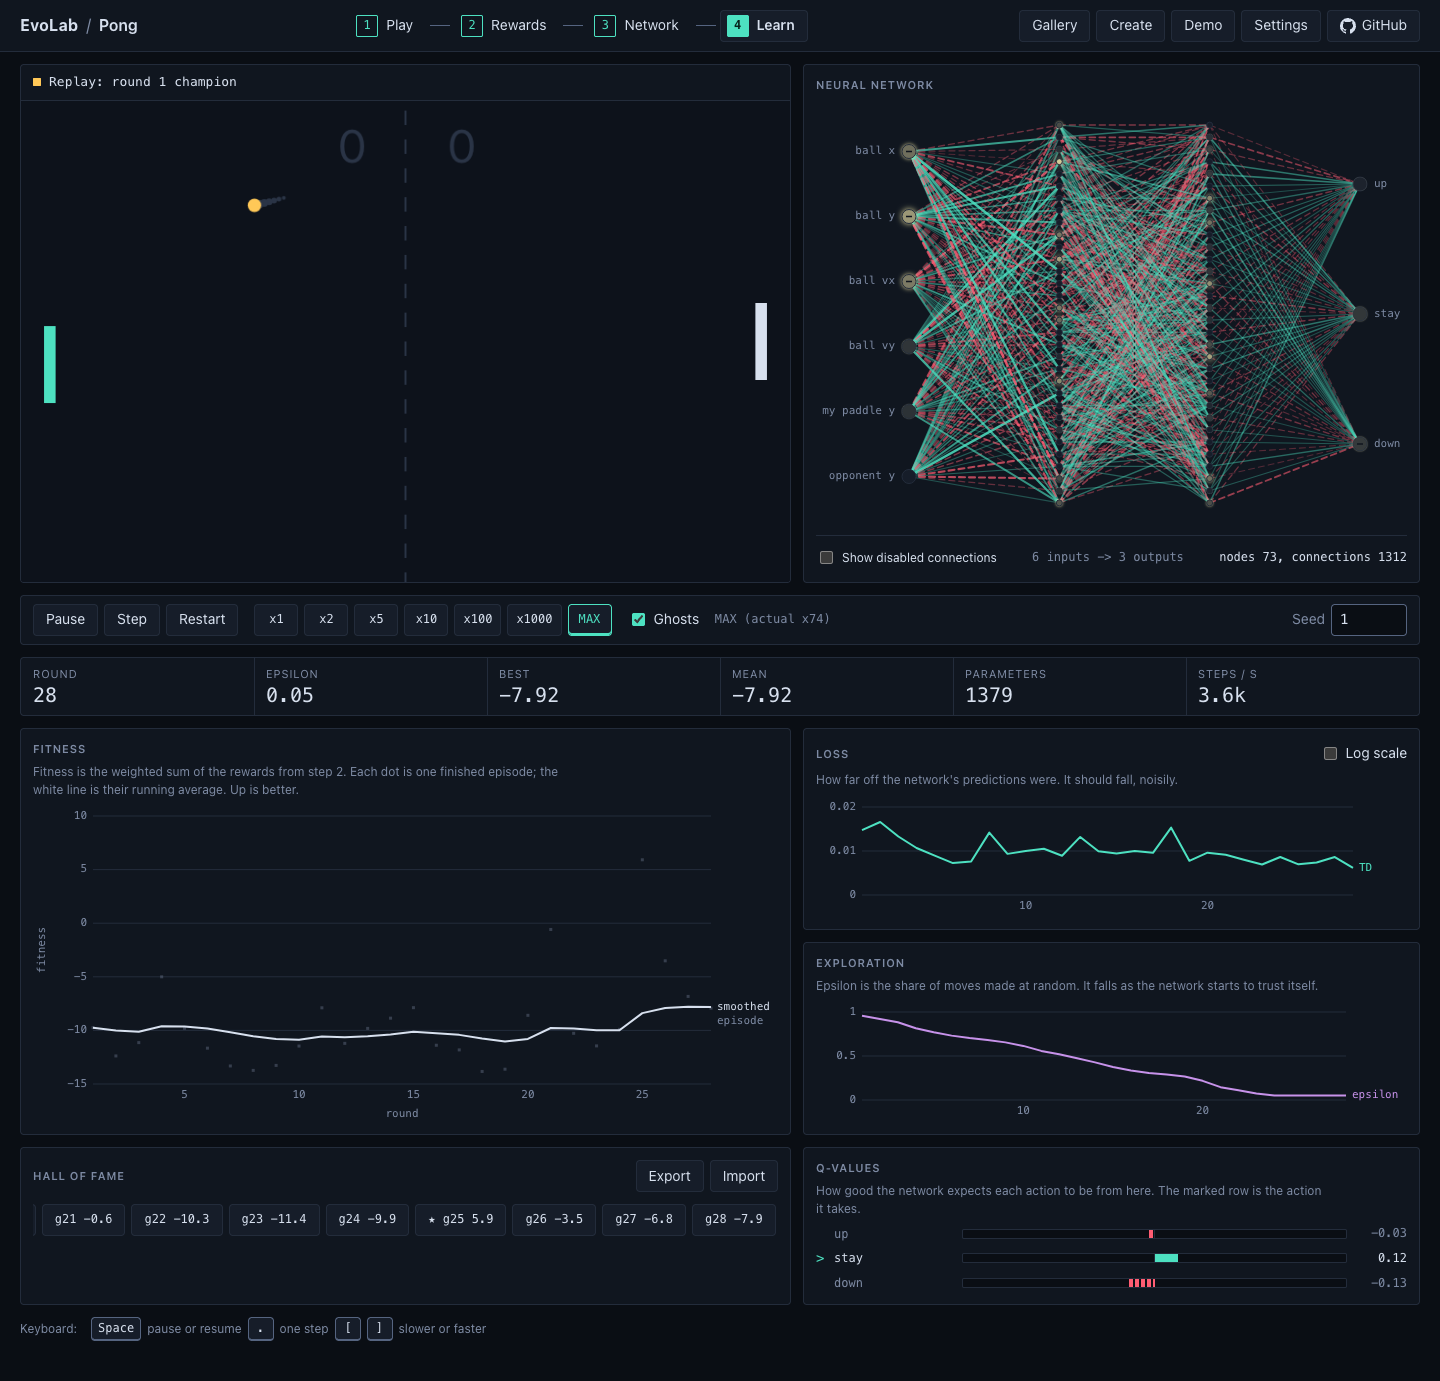 EvoLab / Pong
1 Play
2 Rewards
3 Network
4 Learn
Gallery
Create
Demo
Settings
GitHub
Replay: round 1 champion
0 0
NEURAL NETWORK
ball x
ball y
ball vx
ball vy
my paddle y
opponent y
up
stay
down
Show disabled connections
6 inputs -> 3 outputs
nodes 73, connections 1312
Pause
Step
Restart
x1
x2
x5
x10
x100
x1000
MAX
Ghosts
MAX (actual x74)
Seed
1
ROUND
28
EPSILON
0.05
BEST
−7.92
MEAN
−7.92
PARAMETERS
1379
STEPS / S
3.6k
FITNESS
Fitness is the weighted sum of the rewards from step 2. Each dot is one finished episode; the
white line is their running average. Up is better.
10
5
0
−5
−10
−15
fitness
5
10
15
20
25
round
smoothed
episode
LOSS
Log scale
How far off the network's predictions were. It should fall, noisily.
0.02
0.01
0
10
20
TD
EXPLORATION
Epsilon is the share of moves made at random. It falls as the network starts to trust itself.
1
0.5
0
10
20
epsilon
HALL OF FAME
Export
Import
g21 −0.6
g22 −10.3
g23 −11.4
g24 −9.9
★ g25 5.9
g26 −3.5
g27 −6.8
g28 −7.9
Q-VALUES
How good the network expects each action to be from here. The marked row is the action
it takes.
up −0.03
> stay 0.12
down −0.13
Keyboard: Space pause or resume . one step [ ] slower or faster